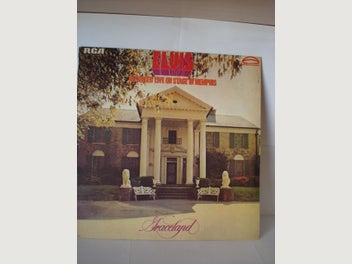 RCA
ELVIS
RECORDED LIVE ON STAGE IN MEMPHIS
Graceland